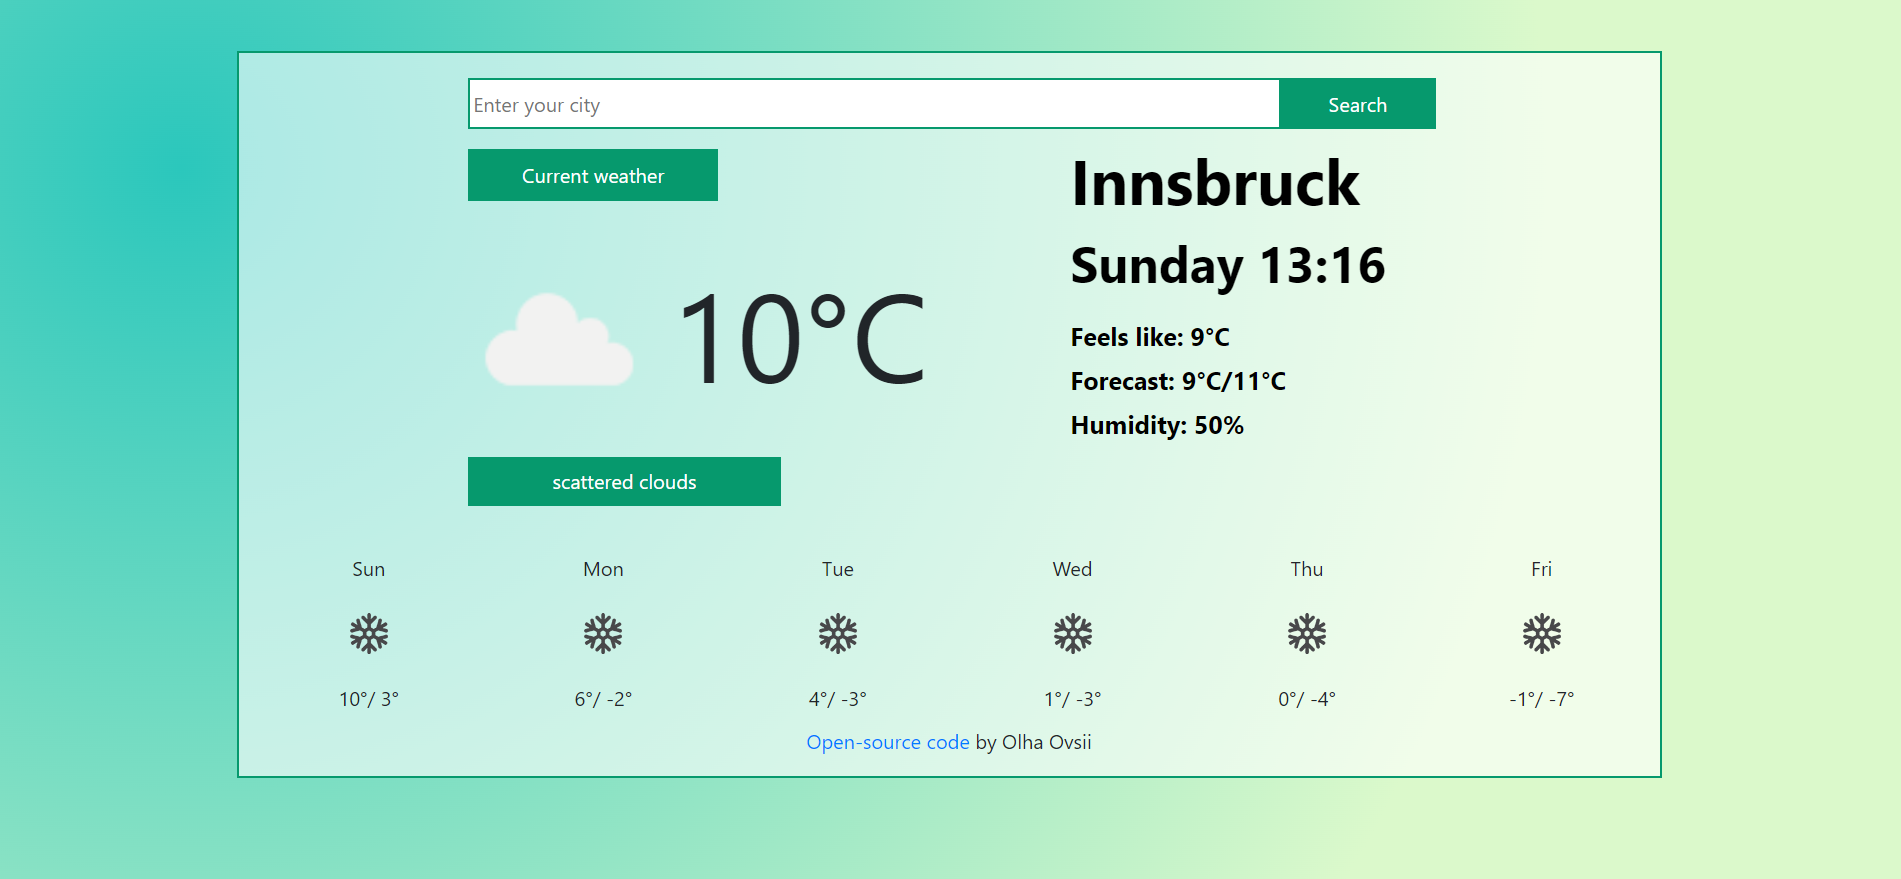 Enter your city
Search
Current weather
Innsbruck
Sunday 13:16
10°C
Feels like: 9°C
Forecast: 9°C/11°C
Humidity: 50%
scattered clouds
Sun Mon Tue Wed Thu Fri
10°/ 3° 6°/ -2° 4°/ -3° 1°/ -3° 0°/ -4° -1°/ -7°
Open-source code by Olha Ovsii